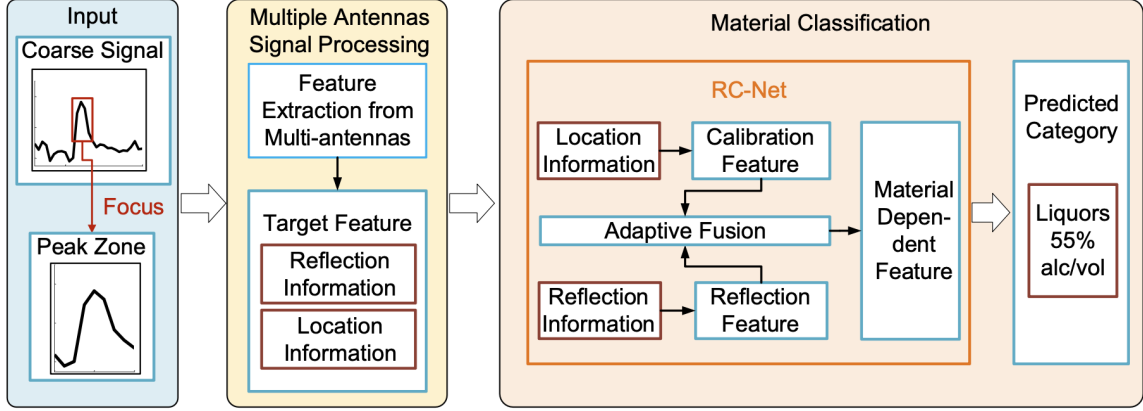 Input
Coarse Signal
Focus
Peak Zone
Multiple Antennas
Signal Processing
Feature
Extraction from
Multi-antennas
Target Feature
Reflection
Information
Location
Information
Material Classification
RC-Net
Location
Information
Calibration
Feature
Adaptive Fusion
Reflection
Information
Reflection
Feature
Material
Depen-
dent
Feature
Predicted
Category
Liquors
55%
alc/vol